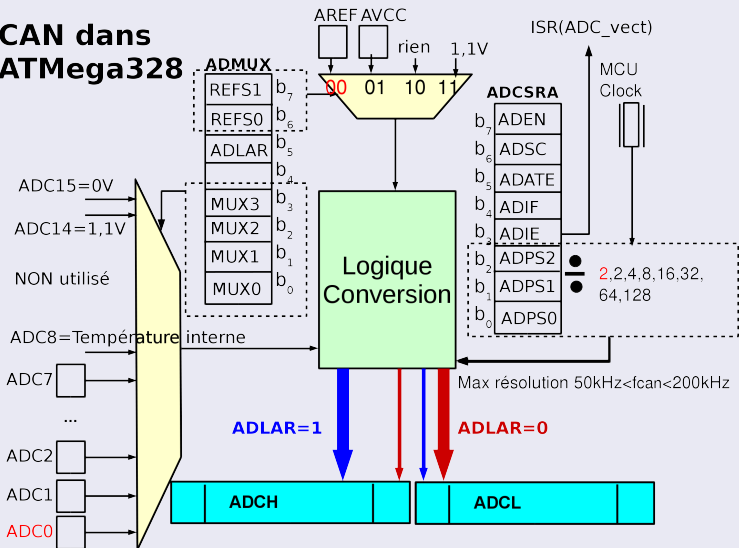 CAN dans
ATMega328
AREF AVCC
rien
1,1V
00 01 10 11
ISR(ADC_vect)
MCU
Clock
ADMUX
REFS1 b7
REFS0 b6
ADLAR b5
b4
MUX3 b3
MUX2 b2
MUX1 b1
MUX0 b0
ADCSRA
b7 ADEN
b6 ADSC
b5 ADATE
b4 ADIF
b3 ADIE
b2 ADPS2
b1 ADPS1
b0 ADPS0
2,2,4,8,16,32,
64,128
ADC15=0V
ADC14=1,1V
NON utilisé
ADC8=Température interne
ADC7
...
ADC2
ADC1
ADC0
Logique
Conversion
Max résolution 50kHz<fcan<200kHz
ADLAR=1
ADLAR=0
ADCH
ADCL